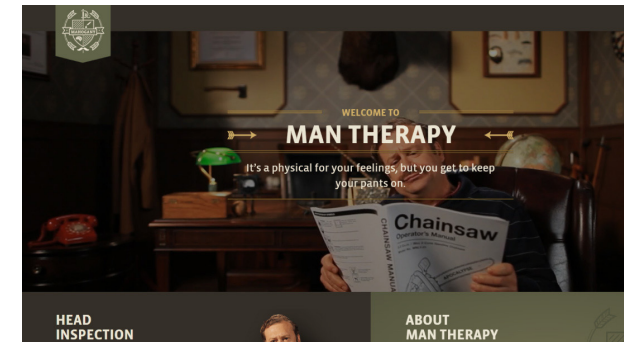 WELCOME TO
MAN THERAPY
It's a physical for your feelings, but you get to keep
your pants on.
Chainsaw
Operator's Manual
CHAINSAW MANUAL
HEAD
INSPECTION
ABOUT
MAN THERAPY